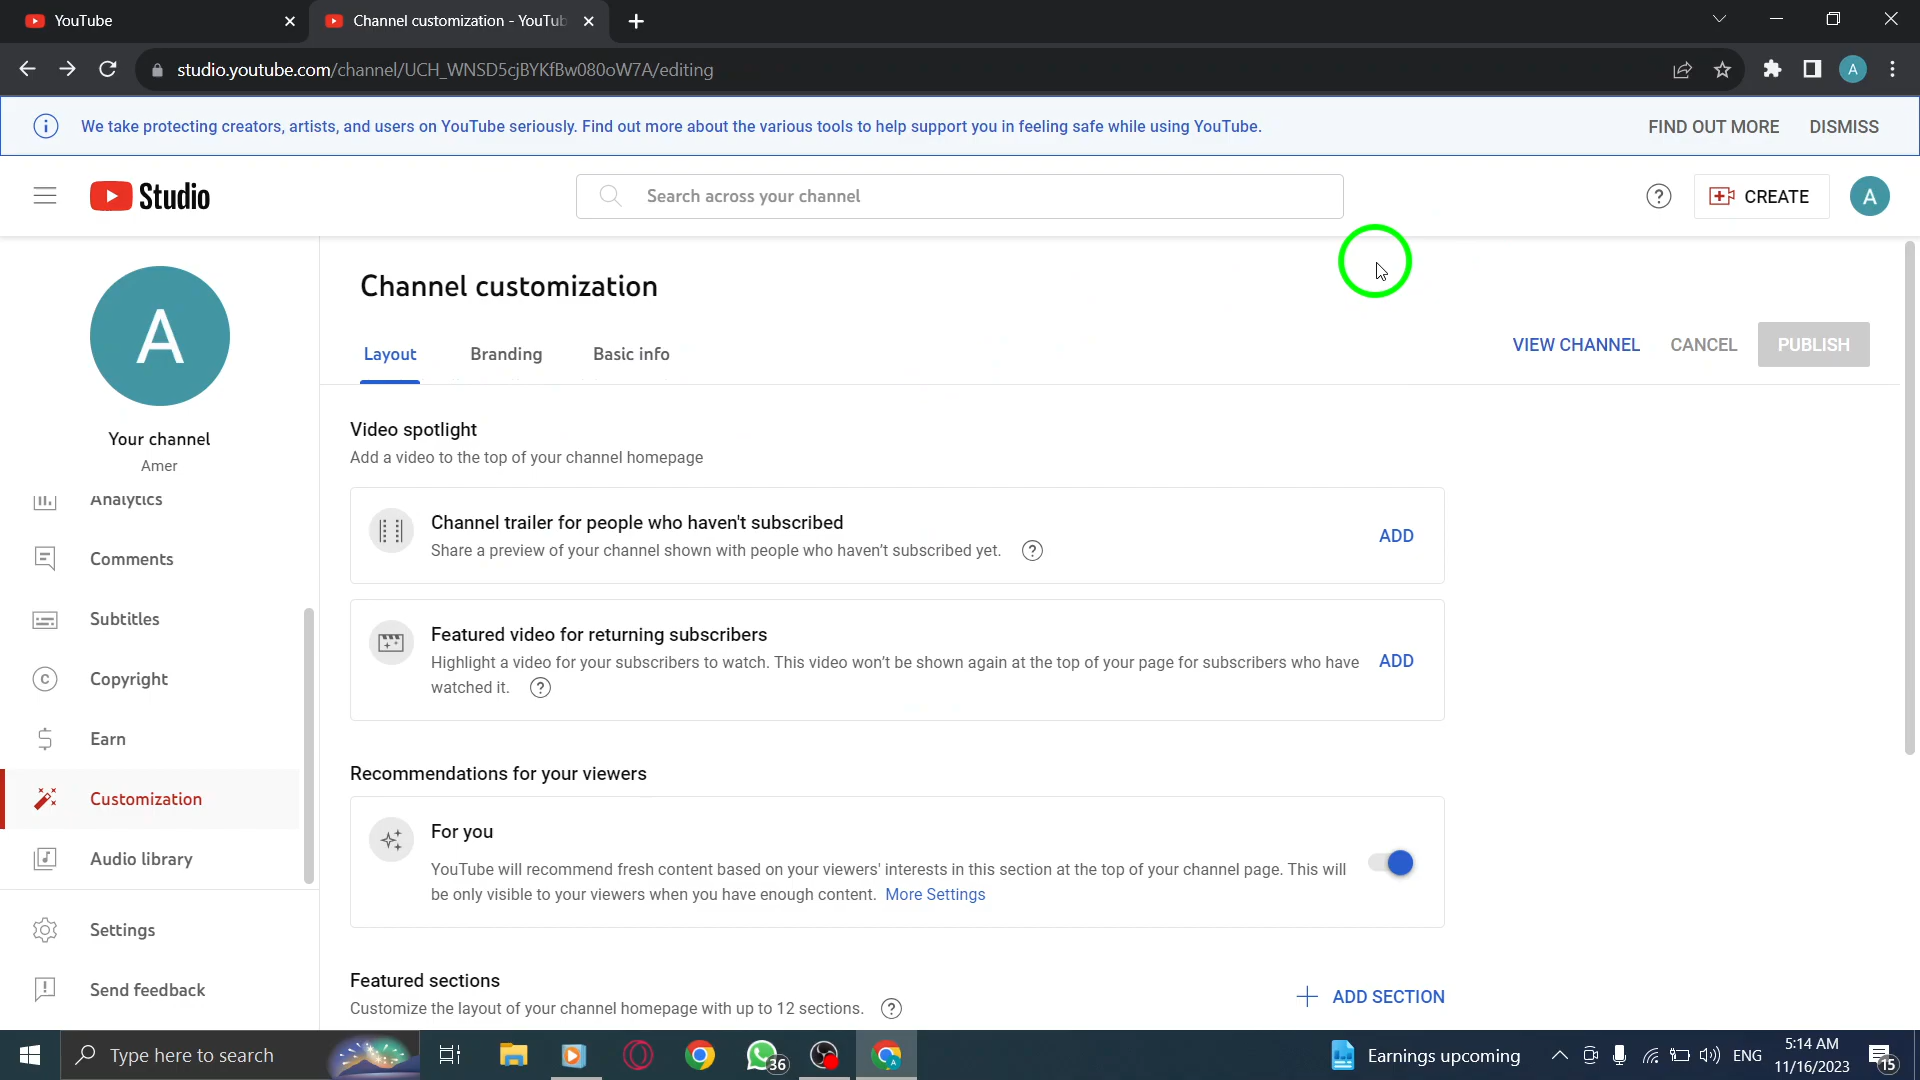 YouTube
Channel customization - YouTub
studio.youtube.com/channel/UCH_WNSD5cjBYKfBw080oW7A/editing
A
We take protecting creators, artists, and users on YouTube seriously. Find out more about the various tools to help support you in feeling safe while using YouTube.
FIND OUT MORE
DISMISS
Studio
Search across your channel
CREATE
A
A
Your channel
Amer
Analytics
Comments
Subtitles
Copyright
Earn
Customization
Audio library
Settings
Send feedback
Channel customization
Layout
Branding
Basic info
VIEW CHANNEL
CANCEL
PUBLISH
Video spotlight
Add a video to the top of your channel homepage
Channel trailer for people who haven't subscribed
Share a preview of your channel shown with people who haven't subscribed yet.
ADD
Featured video for returning subscribers
Highlight a video for your subscribers to watch. This video won't be shown again at the top of your page for subscribers who have
watched it.
ADD
Recommendations for your viewers
For you
YouTube will recommend fresh content based on your viewers' interests in this section at the top of your channel page. This will
be only visible to your viewers when you have enough content. More Settings
Featured sections
Customize the layout of your channel homepage with up to 12 sections.
ADD SECTION
Type here to search
36
Earnings upcoming
ENG
5:14 AM
11/16/2023
15